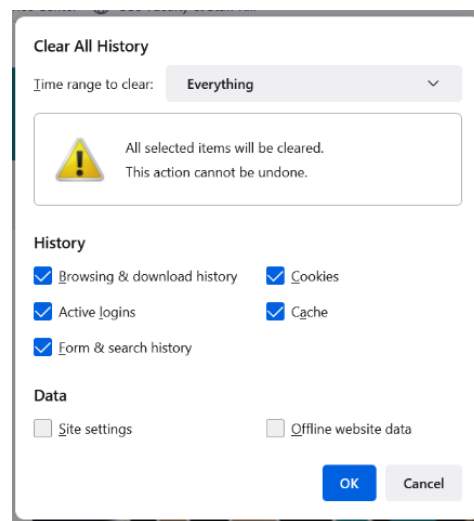 Clear All History
Time range to clear: Everything
All selected items will be cleared.
This action cannot be undone.
History
Browsing & download history Cookies
Active logins Cache
Form & search history
Data
Site settings Offline website data
OK Cancel